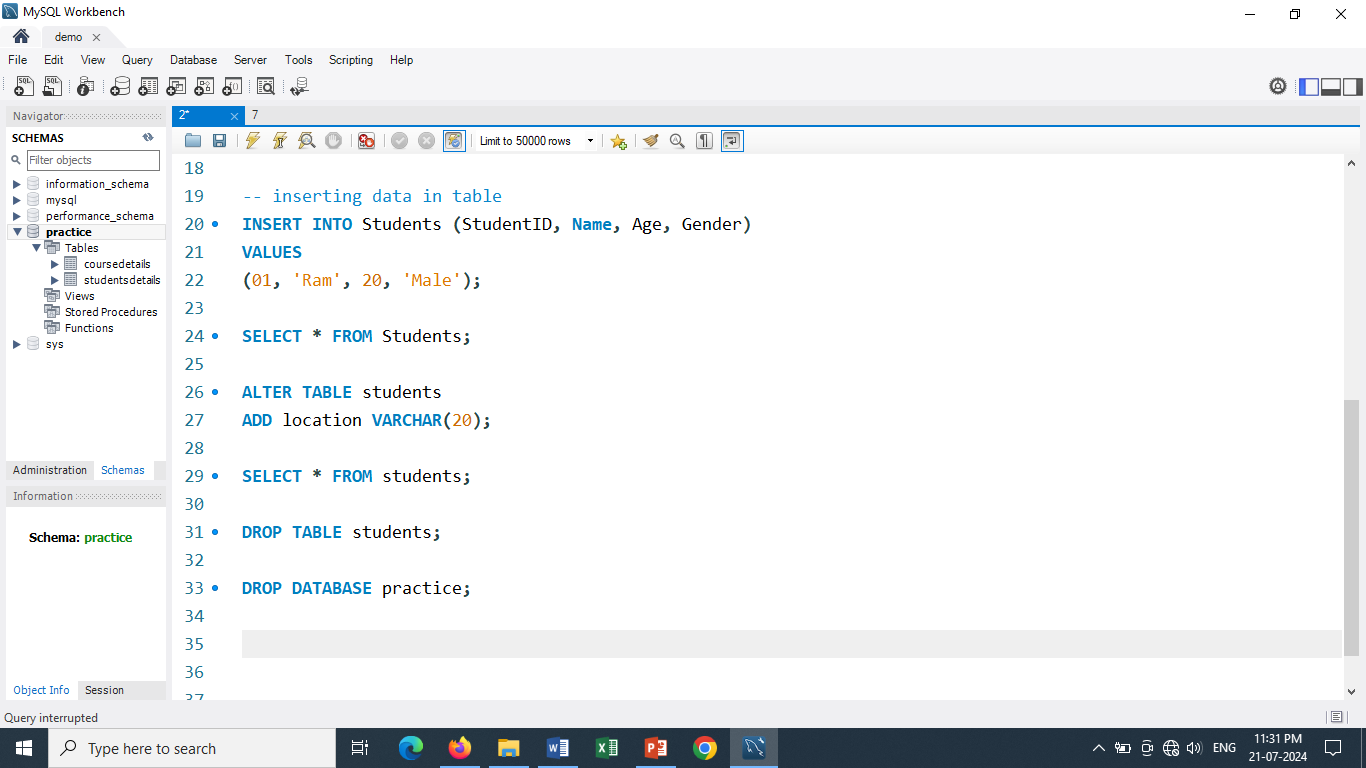 MySQL Workbench
demo
File Edit View Query Database Server Tools Scripting Help
Navigator
SCHEMAS
Filter objects
information_schema
mysql
performance_schema
practice
Tables
coursedetails
studentsdetails
Views
Stored Procedures
Functions
sys
Administration Schemas
Information
Schema: practice
Object Info Session
2* 7
Limit to 50000 rows
18
19 -- inserting data in table
20 INSERT INTO Students (StudentID, Name, Age, Gender)
21 VALUES
22 (01, 'Ram', 20, 'Male');
23
24 SELECT * FROM Students;
25
26 ALTER TABLE students
27 ADD location VARCHAR(20);
28
29 SELECT * FROM students;
30
31 DROP TABLE students;
32
33 DROP DATABASE practice;
34
35
36
37
Query interrupted
Type here to search
ENG
11:31 PM
21-07-2024